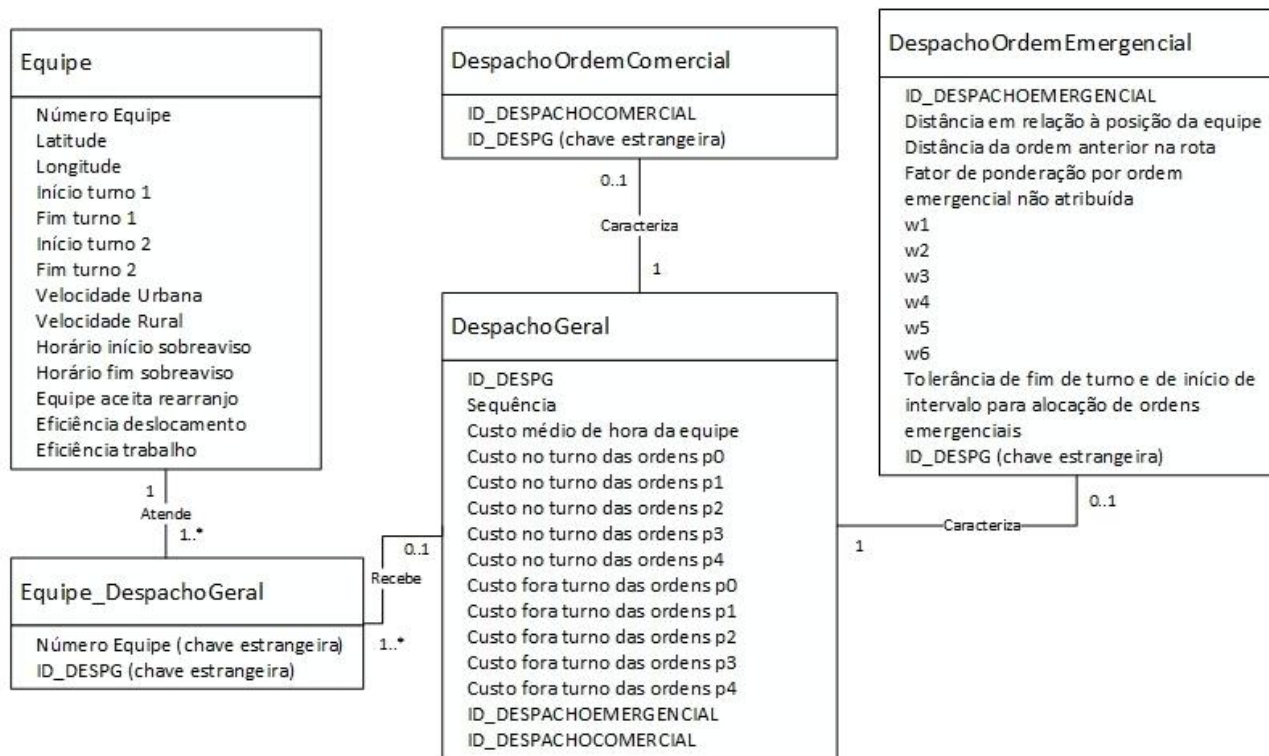 Equipe
Número Equipe
Latitude
Longitude
Início turno 1
Fim turno 1
Início turno 2
Fim turno 2
Velocidade Urbana
Velocidade Rural
Horário início sobreaviso
Horário fim sobreaviso
Equipe aceita rearranjo
Eficiência deslocamento
Eficiência trabalho
1
Atende
1..*
Equipe_DespachoGeral
Número Equipe (chave estrangeira)
ID_DESPG (chave estrangeira)
0..1
Recebe
1..*
DespachoOrdemComercial
ID_DESPACHOCOMERCIAL
ID_DESPG (chave estrangeira)
0..1
Caracteriza
1
DespachoGeral
ID_DESPG
Sequência
Custo médio de hora da equipe
Custo no turno das ordens p0
Custo no turno das ordens p1
Custo no turno das ordens p2
Custo no turno das ordens p3
Custo no turno das ordens p4
Custo fora turno das ordens p0
Custo fora turno das ordens p1
Custo fora turno das ordens p2
Custo fora turno das ordens p3
Custo fora turno das ordens p4
ID_DESPACHOEMERGENCIAL
ID_DESPACHOCOMERCIAL
DespachoOrdemEmergencial
ID_DESPACHOEMERGENCIAL
Distância em relação à posição da equipe
Distância da ordem anterior na rota
Fator de ponderação por ordem
emergencial não atribuída
w1
w2
w3
w4
w5
w6
Tolerância de fim de turno e de início de
intervalo para alocação de ordens
emergenciais
ID_DESPG (chave estrangeira)
0..1
Caracteriza
1